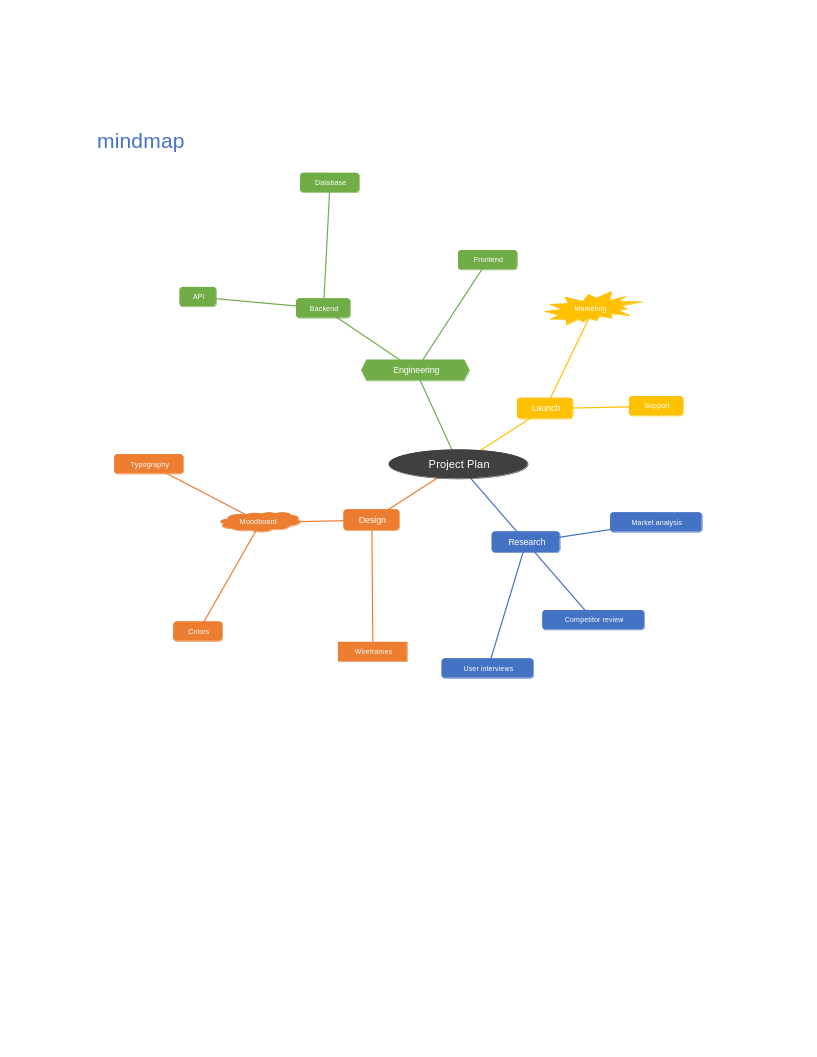 mindmap
Database
Frontend
API
Backend
Marketing
Engineering
Launch
Support
Project Plan
Typography
Moodboard
Design
Market analysis
Research
Competitor review
Colors
Wireframes
User interviews